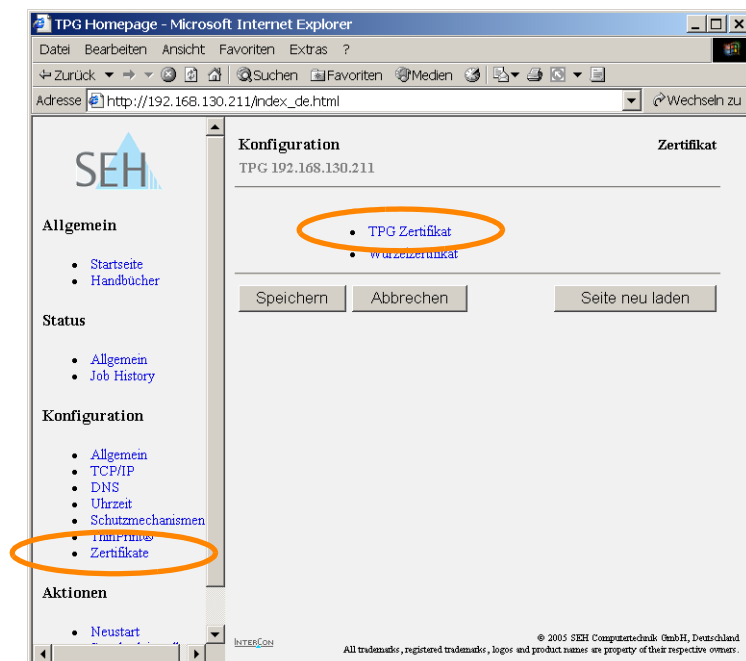 TPG Homepage - Microsoft Internet Explorer
Datei Bearbeiten Ansicht Favoriten Extras ?
Zurück Suchen Favoriten Medien
Adresse http://192.168.130.211/index_de.html Wechseln zu
SEH
Allgemein
Startseite
Handbücher
Status
Allgemein
Job History
Konfiguration
Allgemein
TCP/IP
DNS
Uhrzeit
Schutzmechanismen
ThinPrint®
Zertifikate
Aktionen
Neustart
Konfiguration Zertifikat
TPG 192.168.130.211
TPG Zertifikat
Wurzelzertifikat
Speichern Abbrechen Seite neu laden
INTERCON
© 2005 SEH Computertechnik GmbH, Deutschland
All trademarks, registered trademarks, logos and product names are property of their respective owners.